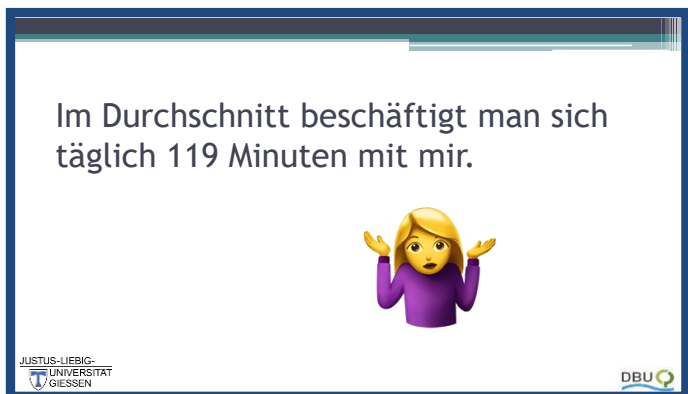 Im Durchschnitt beschäftigt man sich
täglich 119 Minuten mit mir.
JUSTUS-LIEBIG-
UNIVERSITÄT
GIESSEN
DBU